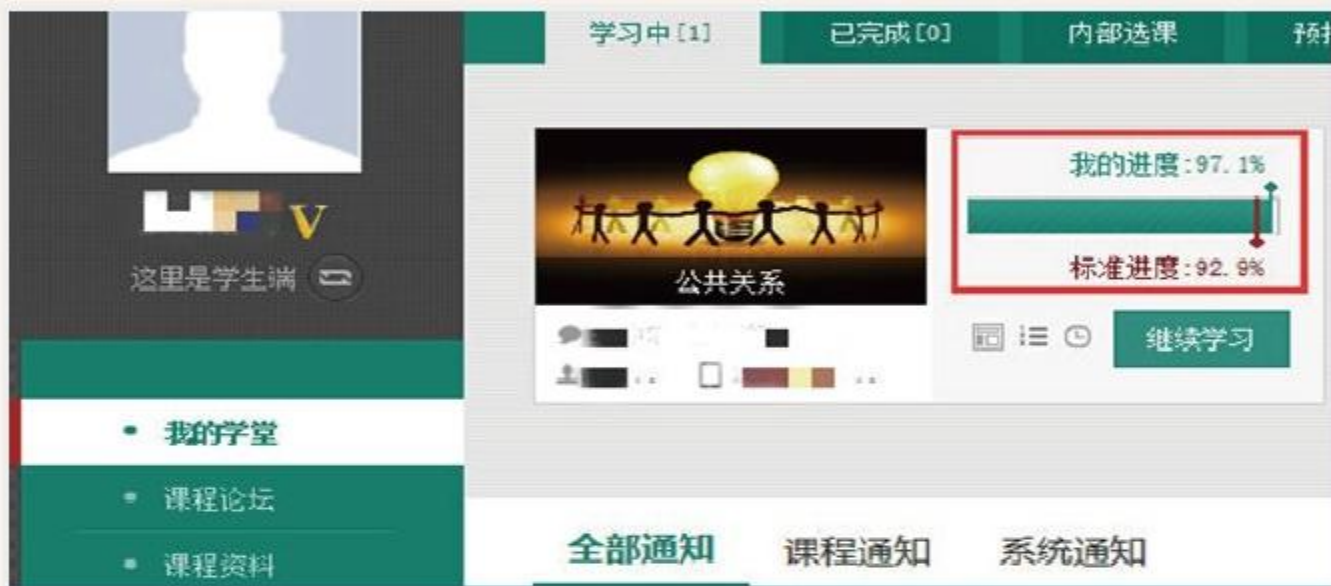 学习中[1]
已完成[0]
内部选课
我的进度:97.1%
标准进度:92.9%
公共关系
继续学习
V
这里是学生端
我的学堂
课程论坛
课程资料
全部通知
课程通知
系统通知